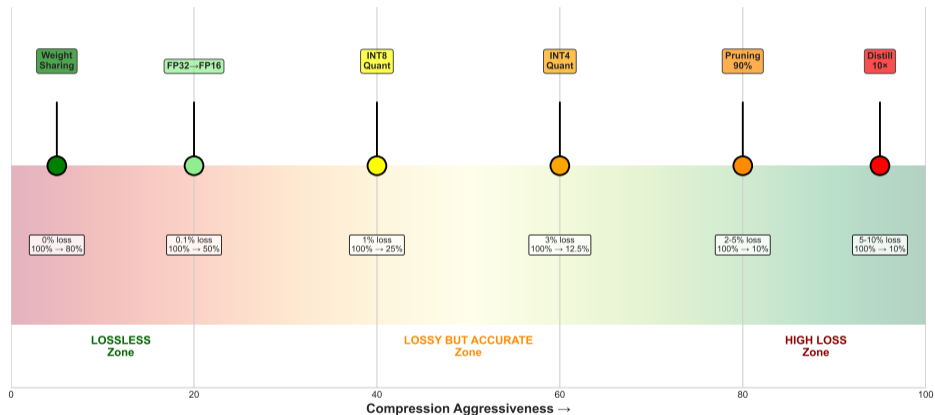 Weight
Sharing
FP32→FP16
INT8
Quant
INT4
Quant
Pruning
90%
Distill
10×
0% loss
100% → 80%
0.1% loss
100% → 50%
1% loss
100% → 25%
3% loss
100% → 12.5%
2-5% loss
100% → 10%
5-10% loss
100% → 10%
LOSSLESS
Zone
LOSSY BUT ACCURATE
Zone
HIGH LOSS
Zone
0 20 40 60 80 100
Compression Aggressiveness →